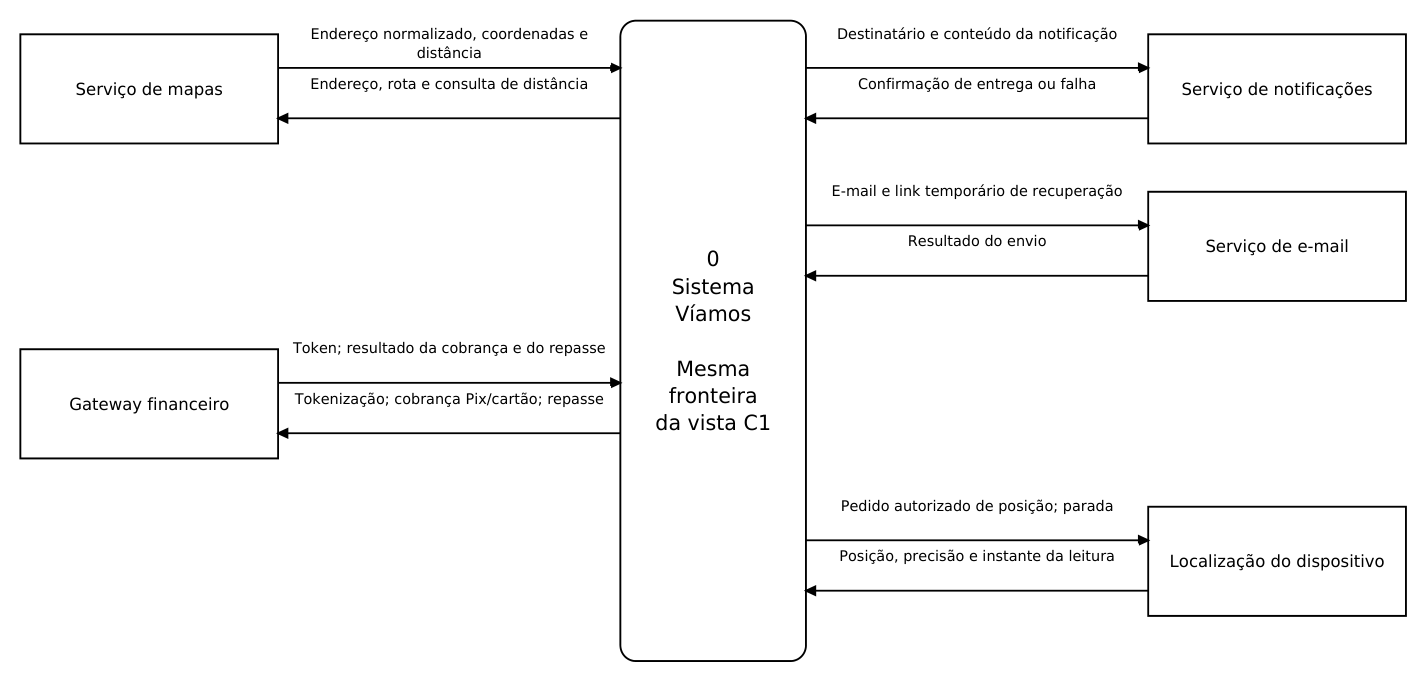 Endereço normalizado, coordenadas e
distância
Serviço de mapas
Endereço, rota e consulta de distância
Destinatário e conteúdo da notificação
Confirmação de entrega ou falha
Serviço de notificações
E-mail e link temporário de recuperação
Resultado do envio
Serviço de e-mail
0
Sistema
Víamos
Mesma
fronteira
da vista C1
Token; resultado da cobrança e do repasse
Tokenização; cobrança Pix/cartão; repasse
Gateway financeiro
Pedido autorizado de posição; parada
Posição, precisão e instante da leitura
Localização do dispositivo